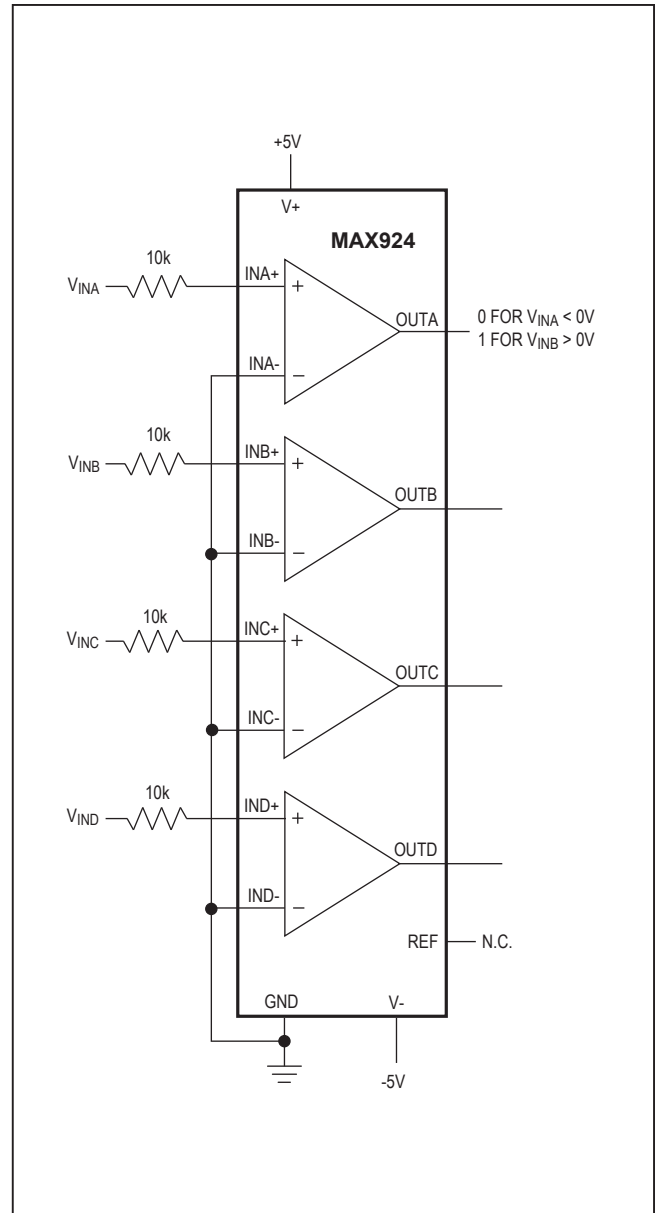 +5V
V+
MAX924
10k
VINA
INA+
+
OUTA
0 FOR VINA < 0V
1 FOR VINB > 0V
INA-
−
10k
VINB
INB+
+
OUTB
INB-
−
10k
VINC
INC+
+
OUTC
INC-
−
10k
VIND
IND+
+
OUTD
IND-
−
REF
N.C.
GND
V-
-5V